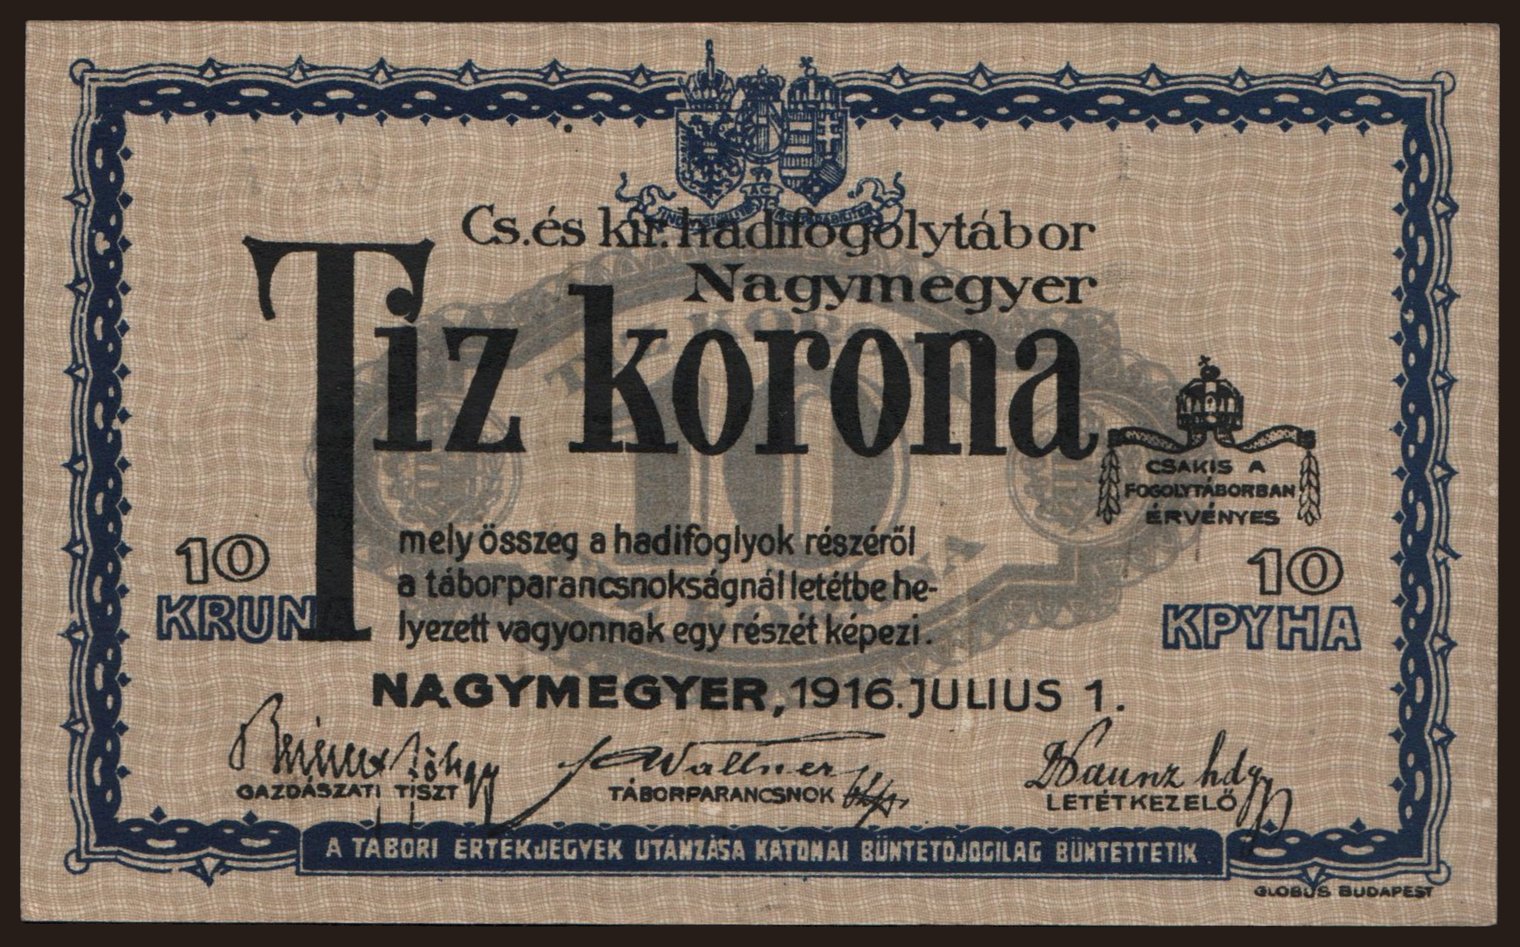 Cs. és kir. hadifogolytábor
Nagymegyer
Tiz korona
10
CSAKIS A
FOGOLYTÁBORBAN
ÉRVÉNYES
mely összeg a hadifoglyok részéről
a táborparancsnokságnál letétbe he-
lyezett vagyonnak egy részét képezi.
10
KRUN
10
КРУНА
NAGYMEGYER, 1916. JULIUS 1.
Wallner
GAZDÁSZATI TISZT
TÁBORPARANCSNOK
LETÉTKEZELŐ
A TÁBORI ÉRTÉKJEGYEK UTÁNZÁSA KATONAI BÜNTETŐJOGILAG BÜNTETTETIK
GLOBUS BUDAPEST